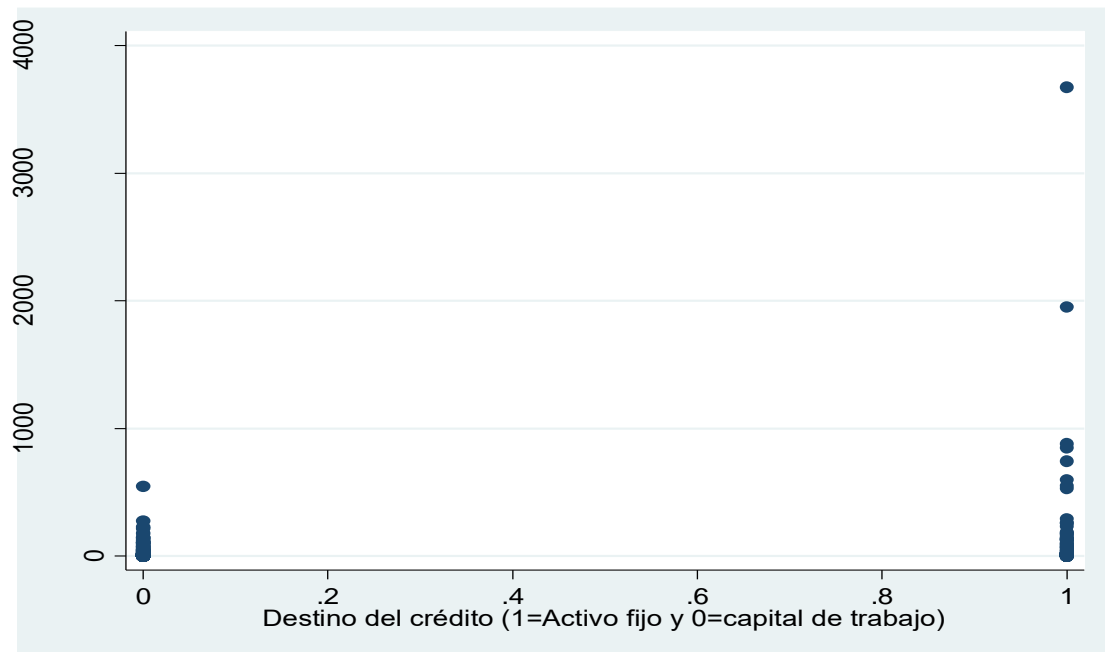 4000
3000
2000
1000
0
0 .2 .4 .6 .8 1
Destino del crédito (1=Activo fijo y 0=capital de trabajo)